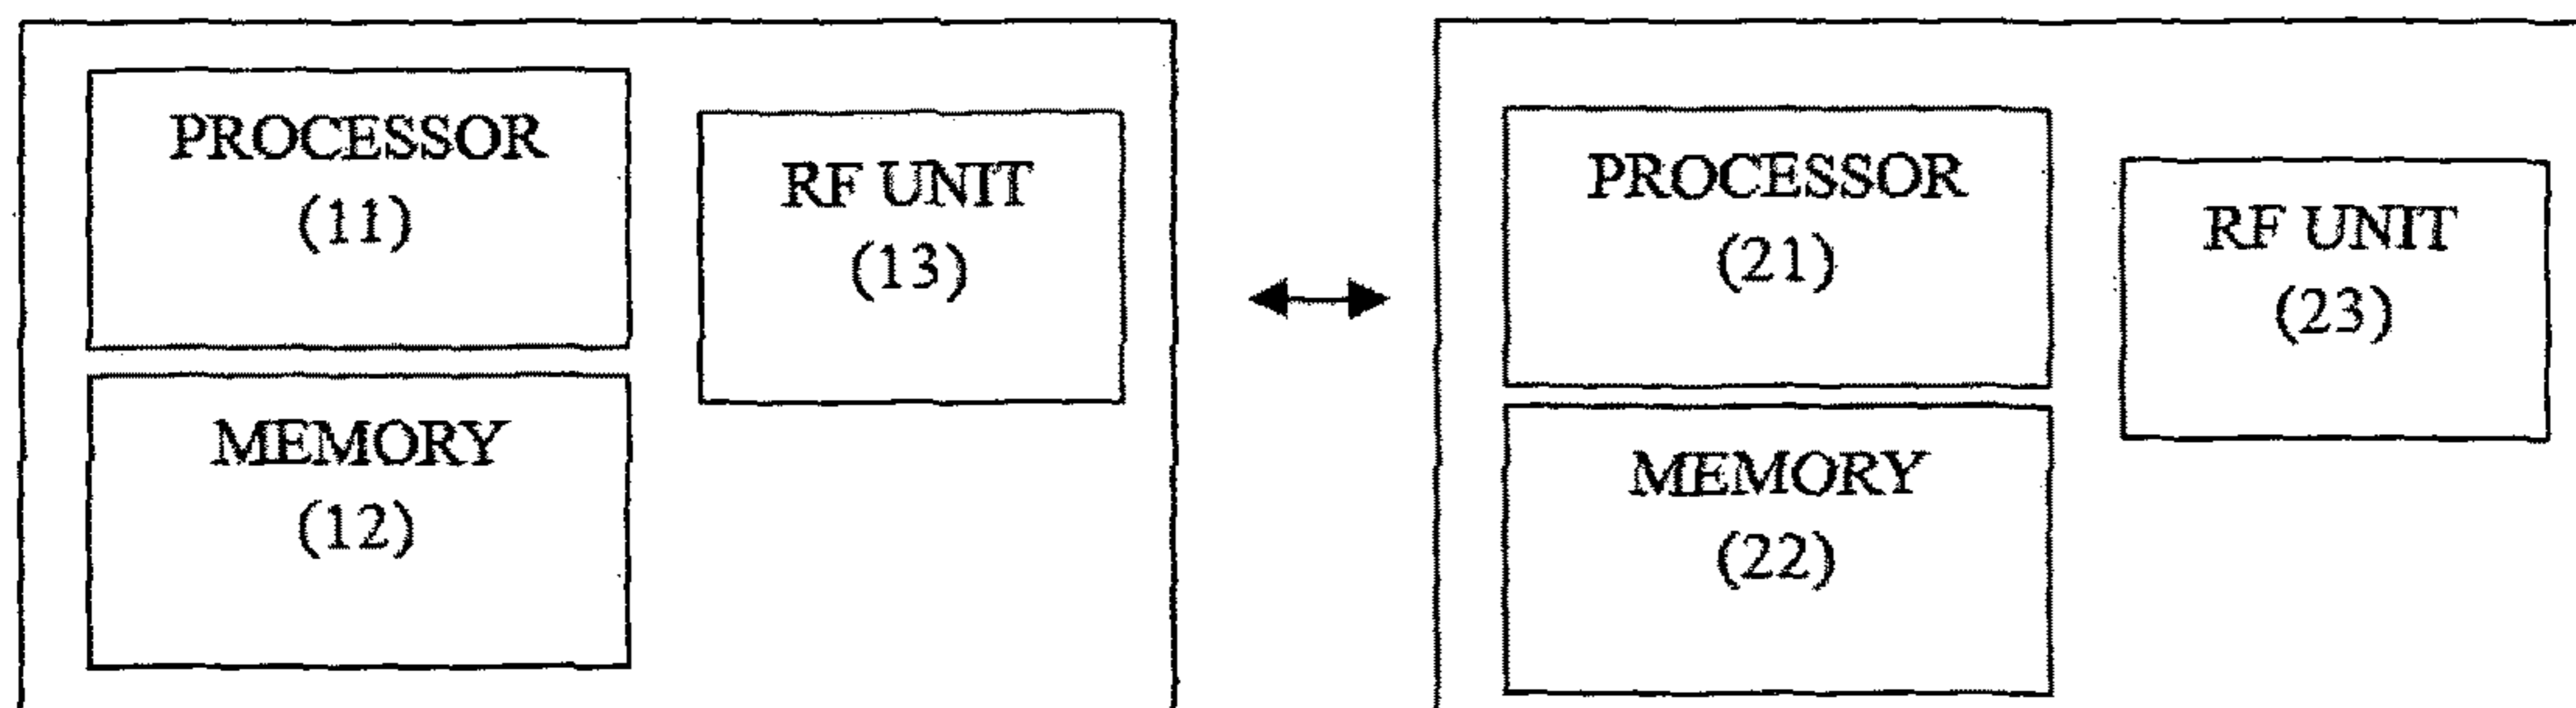 PROCESSOR
(11)
RF UNIT
(13)
MEMORY
(12)
PROCESSOR
(21)
RF UNIT
(23)
MEMORY
(22)